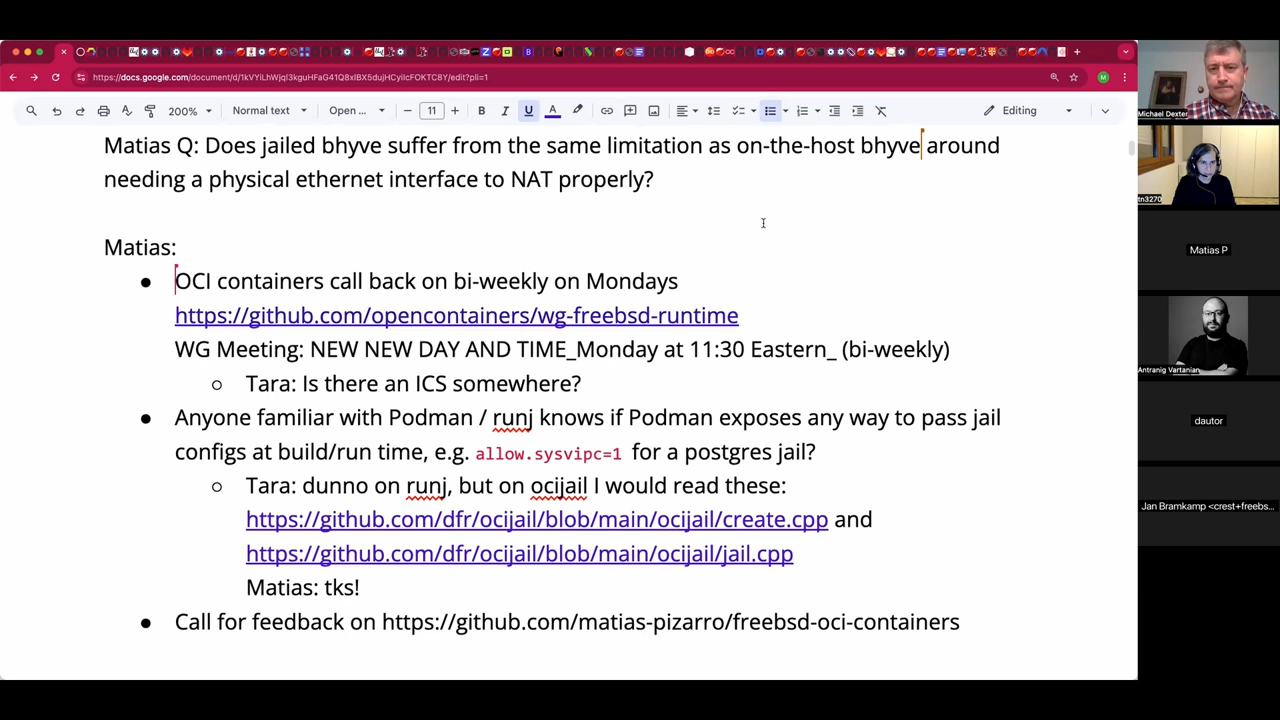 https://docs.google.com/document/d/1kVYiLhWjqI3kguHFaG41Q8xIBX5dujHCyiIcFOKTC8Y/edit?pli=1
M
200%
Normal text
Open ...
11
B
I
U
A
Editing
Matias Q: Does jailed bhyve suffer from the same limitation as on-the-host bhyve around
needing a physical ethernet interface to NAT properly?
Matias:
● OCI containers call back on bi-weekly on Mondays
https://github.com/opencontainers/wg-freebsd-runtime
WG Meeting: NEW NEW DAY AND TIME_Monday at 11:30 Eastern_ (bi-weekly)
○ Tara: Is there an ICS somewhere?
● Anyone familiar with Podman / runj knows if Podman exposes any way to pass jail
configs at build/run time, e.g. allow.sysvipc=1 for a postgres jail?
○ Tara: dunno on runj, but on ocijail I would read these:
https://github.com/dfr/ocijail/blob/main/ocijail/create.cpp and
https://github.com/dfr/ocijail/blob/main/ocijail/jail.cpp
Matias: tks!
● Call for feedback on https://github.com/matias-pizarro/freebsd-oci-containers
Michael Dexter
tn3270
Matias P
Antranig Vartanian
dautor
Jan Bramkamp <crest+freebs...